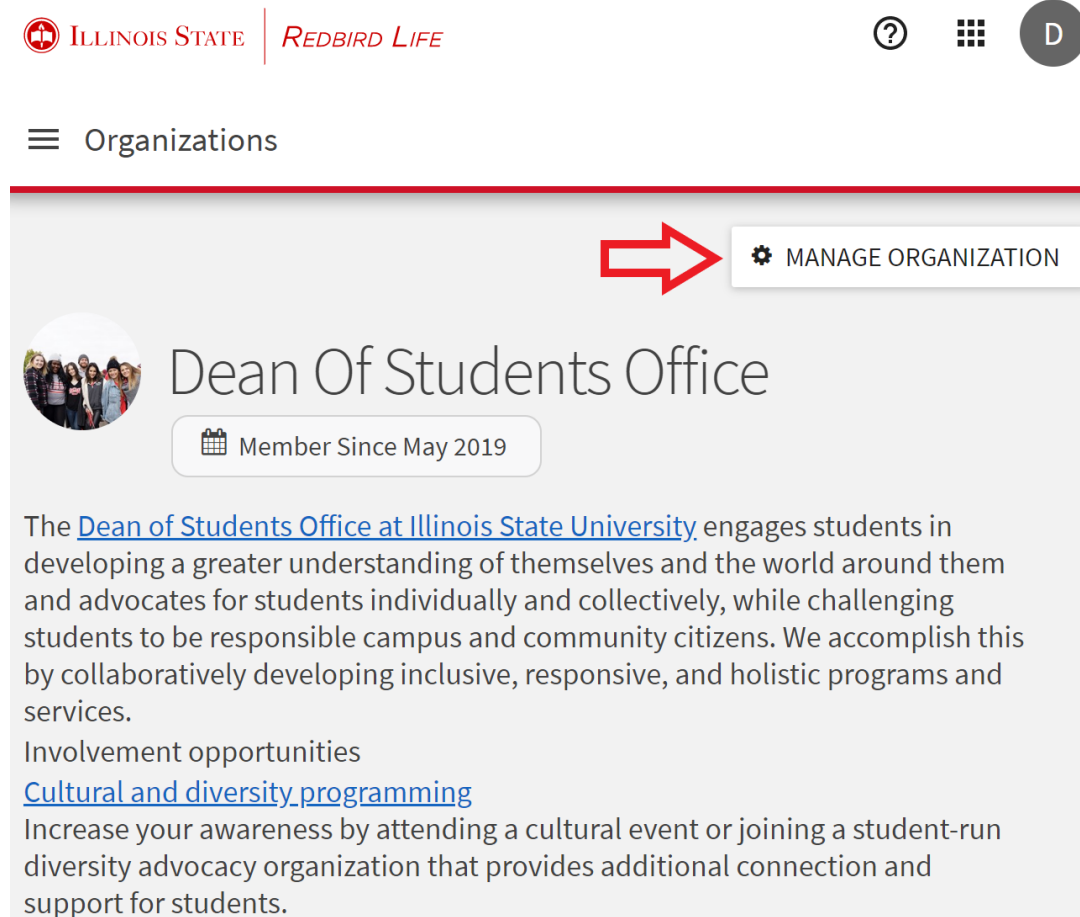 ILLINOIS STATE REDBIRD LIFE
D
Organizations
MANAGE ORGANIZATION
Dean Of Students Office
Member Since May 2019
The Dean of Students Office at Illinois State University engages students in
developing a greater understanding of themselves and the world around them
and advocates for students individually and collectively, while challenging
students to be responsible campus and community citizens. We accomplish this
by collaboratively developing inclusive, responsive, and holistic programs and
services.
Involvement opportunities
Cultural and diversity programming
Increase your awareness by attending a cultural event or joining a student-run
diversity advocacy organization that provides additional connection and
support for students.